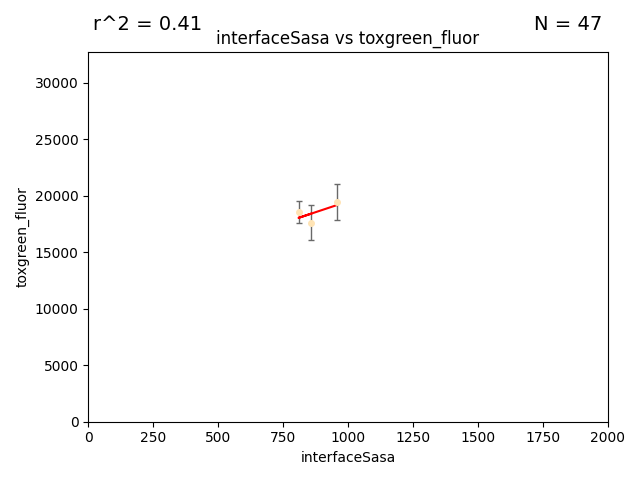 r^2 = 0.41
N = 47
interfaceSasa vs toxgreen_fluor
30000
25000
20000
15000
10000
5000
0
toxgreen_fluor
0 250 500 750 1000 1250 1500 1750 2000
interfaceSasa